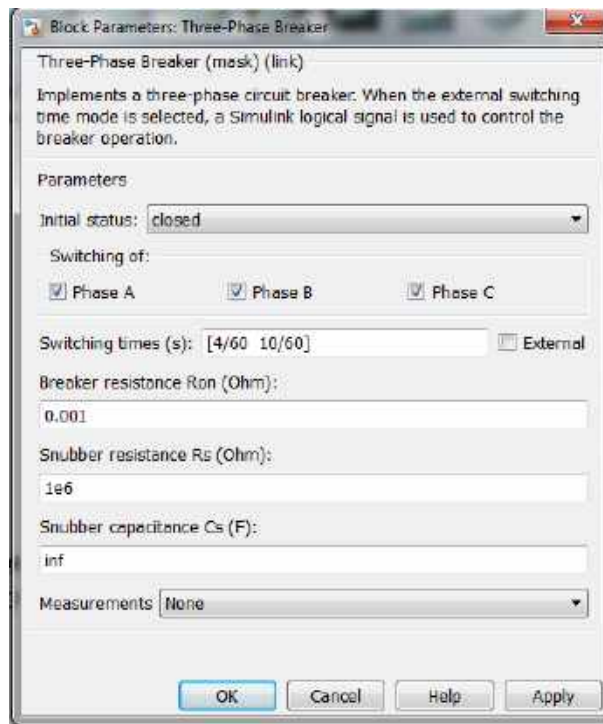 Block Parameters: Three-Phase Breaker
Three-Phase Breaker (mask) (link)
Implements a three-phase circuit breaker. When the external switching
time mode is selected, a Simulink logical signal is used to control the
breaker operation.
Parameters
Initial status: closed
Switching of:
Phase A Phase B Phase C
Switching times (s): [4/60 10/60] External
Breaker resistance Ron (Ohm):
0.001
Snubber resistance Rs (Ohm):
1e6
Snubber capacitance Cs (F):
inf
Measurements None
OK Cancel Help Apply